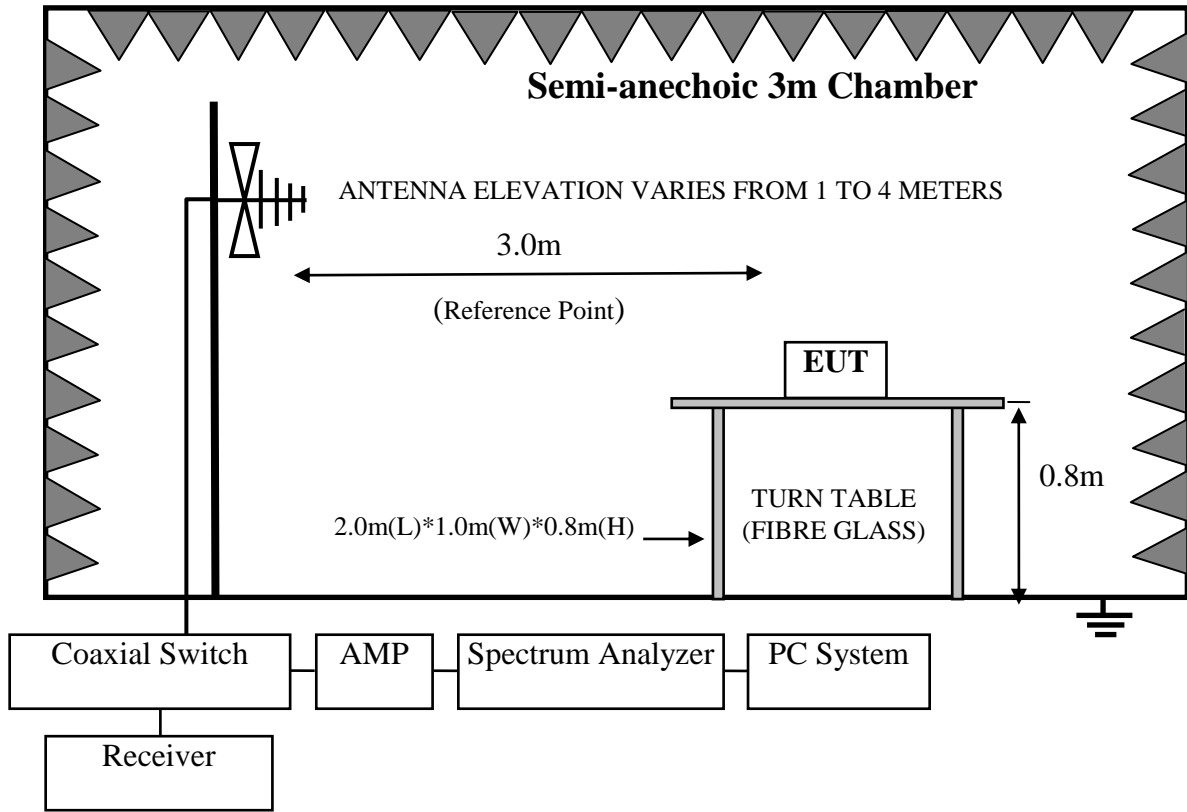 Semi-anechoic 3m Chamber
ANTENNA ELEVATION VARIES FROM 1 TO 4 METERS
3.0m
(Reference Point)
EUT
0.8m
TURN TABLE
(FIBRE GLASS)
2.0m(L)*1.0m(W)*0.8m(H)
Coaxial Switch
AMP
Spectrum Analyzer
PC System
Receiver